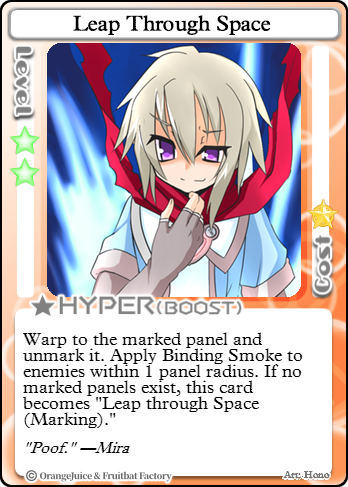 Leap Through Space
Level
Cost
HYPER(BOOST)
Warp to the marked panel and
unmark it. Apply Binding Smoke to
enemies within 1 panel radius. If no
marked panels exist, this card
becomes "Leap through Space
(Marking)."
"Poof." —Mira
© OrangeJuice & Fruitbat Factory
Art: Hono